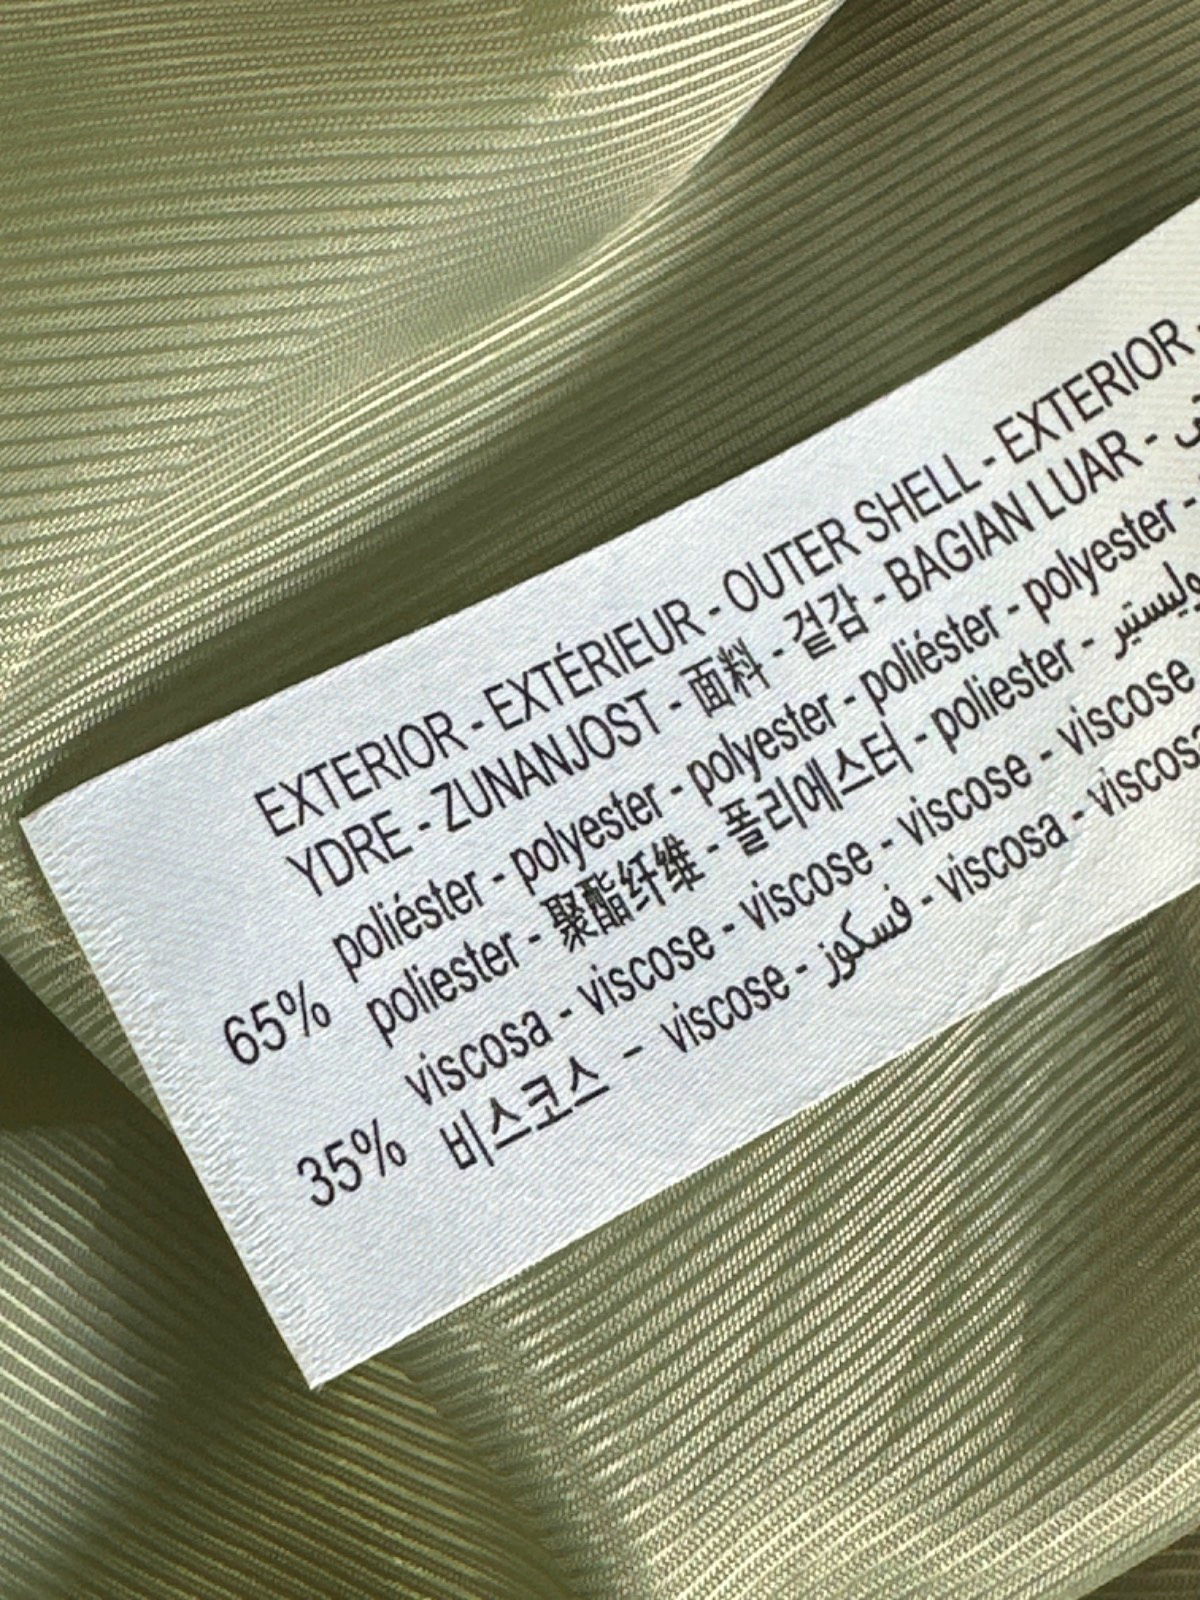 EXTERIOR - EXTÉRIEUR - OUTER SHELL - EXTERIOR -
YDRE - ZUNANJOST - 面料 - 겉감 - BAGIAN LUAR -
65% poliéster - polyester - polyester - poliéster - polyester -
poliester - 聚酯纤维 - 폴리에스터 - poliester -
35% viscosa - viscose - viscose - viscose - viscose
비스코스 - viscose - فسكوز - viscosa - viscosa